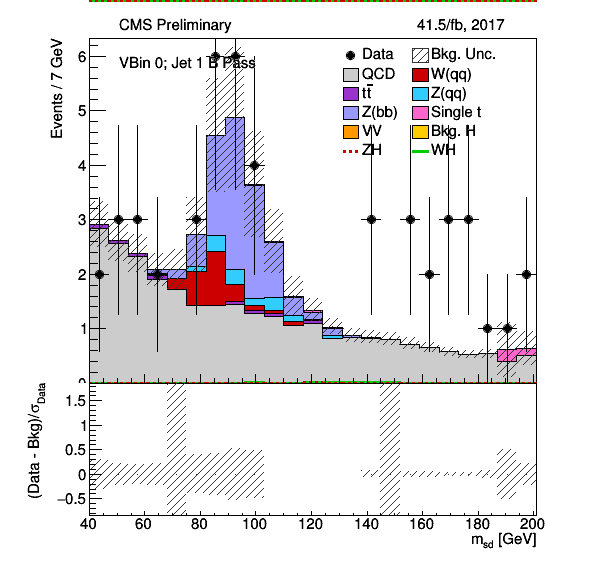 CMS Preliminary 41.5/fb, 2017
VBin 0; Jet 1 B Pass
Data Bkg. Unc.
QCD W(qq)
tt̄ Z(qq)
Z(bb) Single t
VV Bkg. H
ZH WH
Events / 7 GeV
6
5
4
3
2
1
0
(Data - Bkg)/σData
1.5
1
0.5
0
−0.5
40 60 80 100 120 140 160 180 200
msd [GeV]